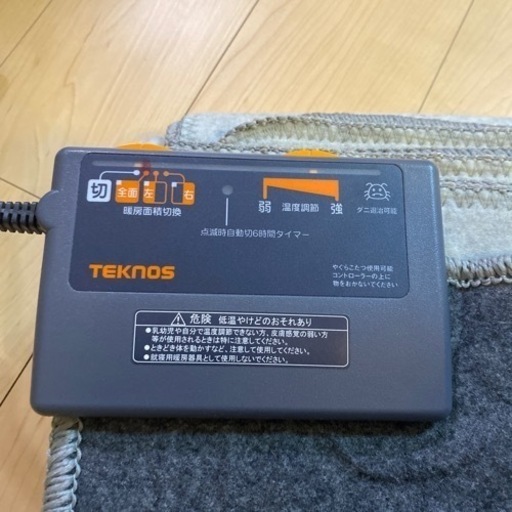 切 全面 左 右
暖房面積切換
弱 温度調節 強
ダニ退治可能
点滅時自動切6時間タイマー
TEKNOS
やぐらこたつ使用可能
コントローラーの上に
物をおかないでください
危険 低温やけどのおそれあり
●乳幼児や自分で温度調節できない方、皮膚感覚の弱い方
等が使用されるときは特に注意してください。
●ときどき体を動かすなど、注意して使用してください。
●就寝用暖房器具として使用しないでください。